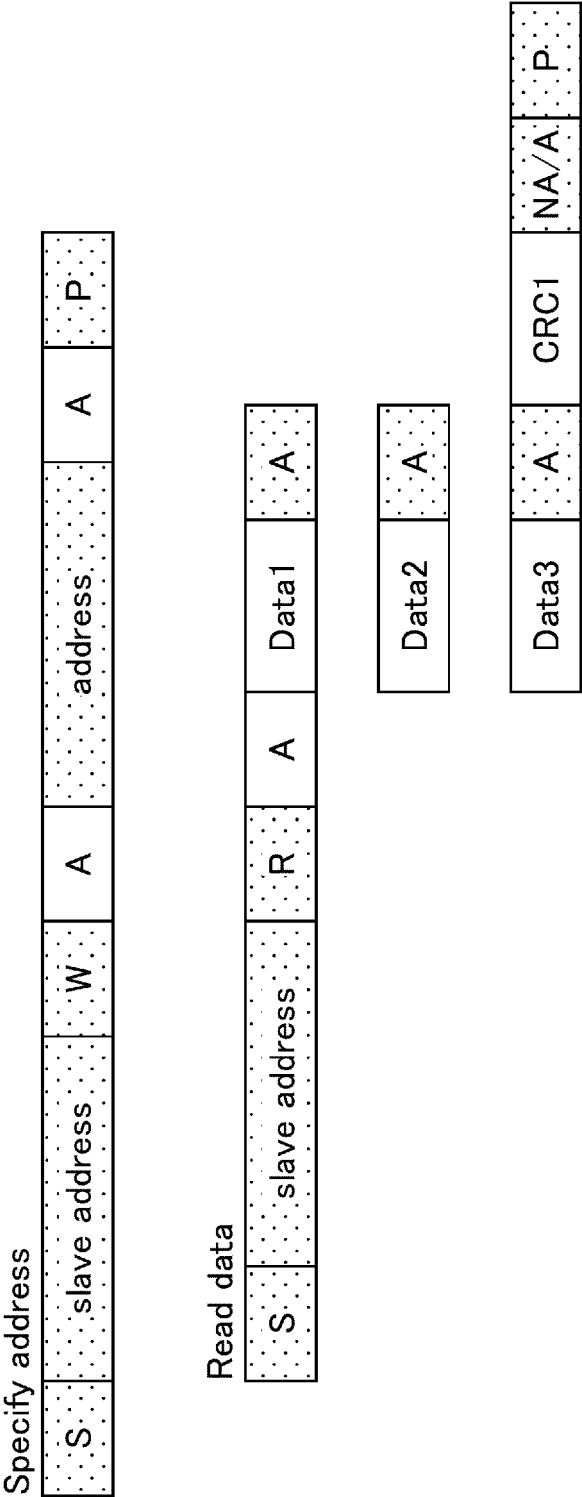 Specify address
S slave address W A address A P
Read data
S slave address R A Data1 A
Data2 A
Data3 A CRC1 NA/A P